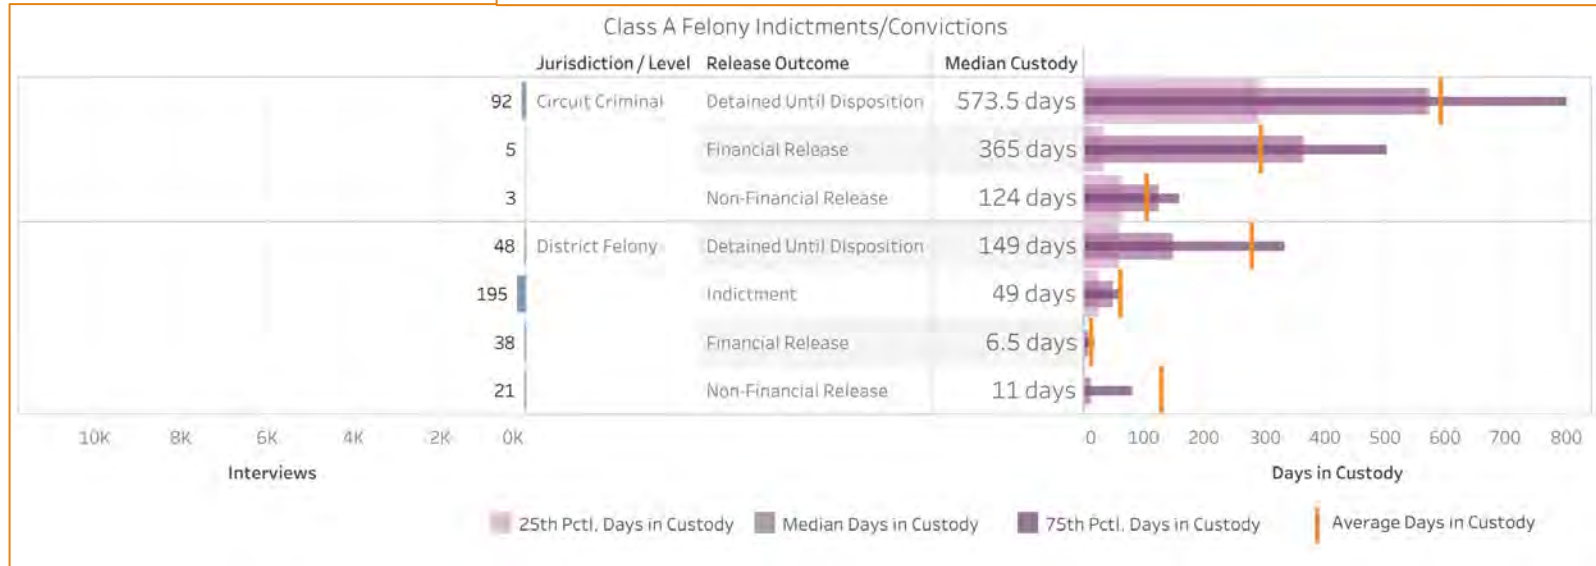 Class A Felony Indictments/Convictions
Jurisdiction / Level Release Outcome Median Custody
92 Circuit Criminal Detained Until Disposition 573.5 days
5 Financial Release 365 days
3 Non-Financial Release 124 days
48 District Felony Detained Until Disposition 149 days
195 Indictment 49 days
38 Financial Release 6.5 days
21 Non-Financial Release 11 days
10K 8K 6K 4K 2K 0K 0 100 200 300 400 500 600 700 800
Interviews Days in Custody
25th Pctl. Days in Custody Median Days in Custody 75th Pctl. Days in Custody Average Days in Custody